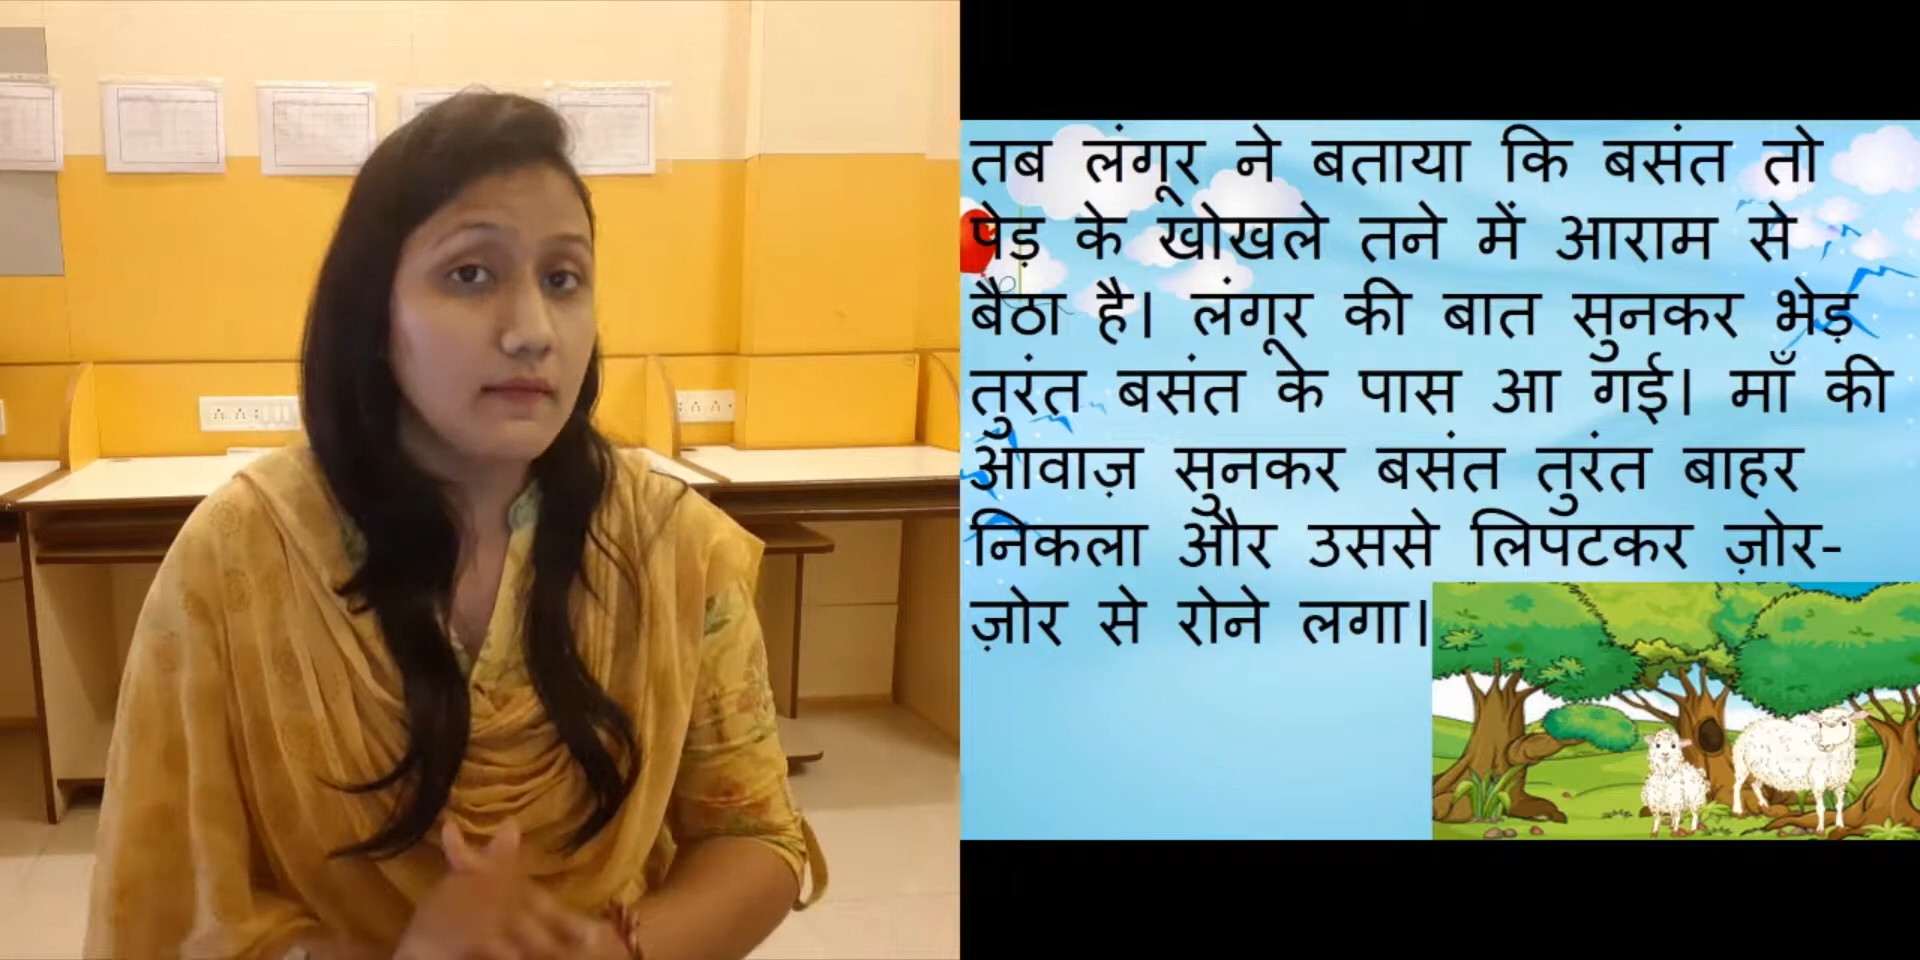 तब लंगूर ने बताया कि बसंत तो
पेड़ के खोखले तने में आराम से
बैठा है। लंगूर की बात सुनकर भेड़
तुरंत बसंत के पास आ गई। माँ की
आवाज़ सुनकर बसंत तुरंत बाहर
निकला और उससे लिपटकर ज़ोर-
ज़ोर से रोने लगा।